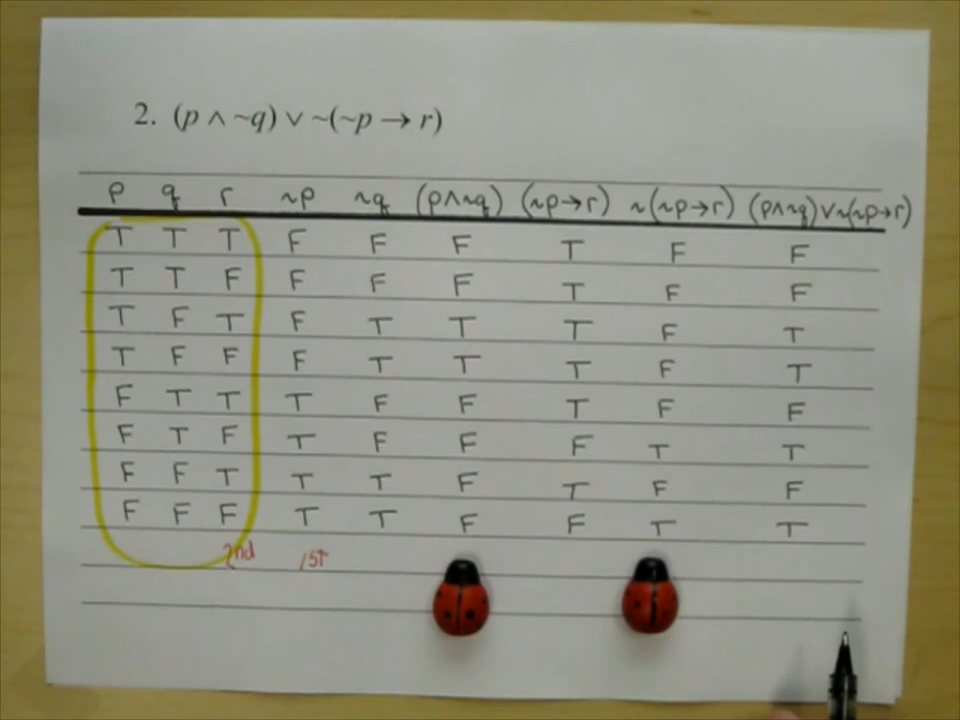 2. (p ∧ ~q) ∨ ~(~p → r)
p q r ~p ~q (p∧~q) (~p→r) ~(~p→r) (p∧~q)∨~(~p→r)
T T T F F F T F F
T T F F F F T F F
T F T F T T T F T
T F F F T T T F T
F T T T F F T F F
F T F T F F F T T
F F T T T F T F F
F F F T T F F T T
2nd 1st